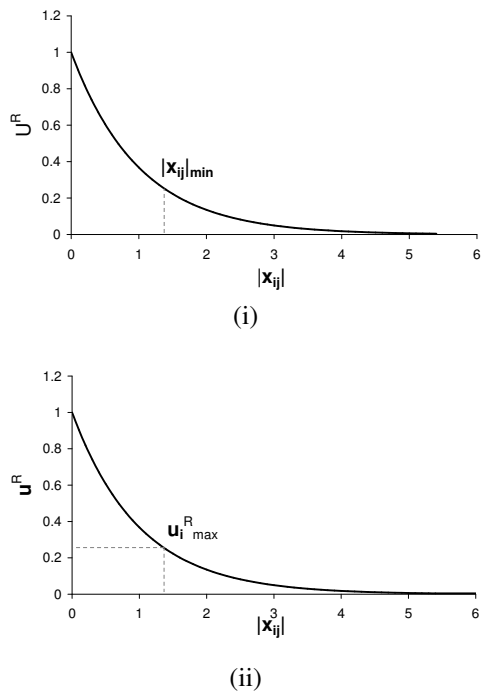 1.2
1
0.8
0.6
0.4
0.2
0
U^R
|x_ij|min
0 1 2 3 4 5 6
|x_ij|
(i)
1.2
1
0.8
0.6
0.4
0.2
0
u^R
u_i^R max
0 1 2 3 4 5 6
|x_ij|
(ii)